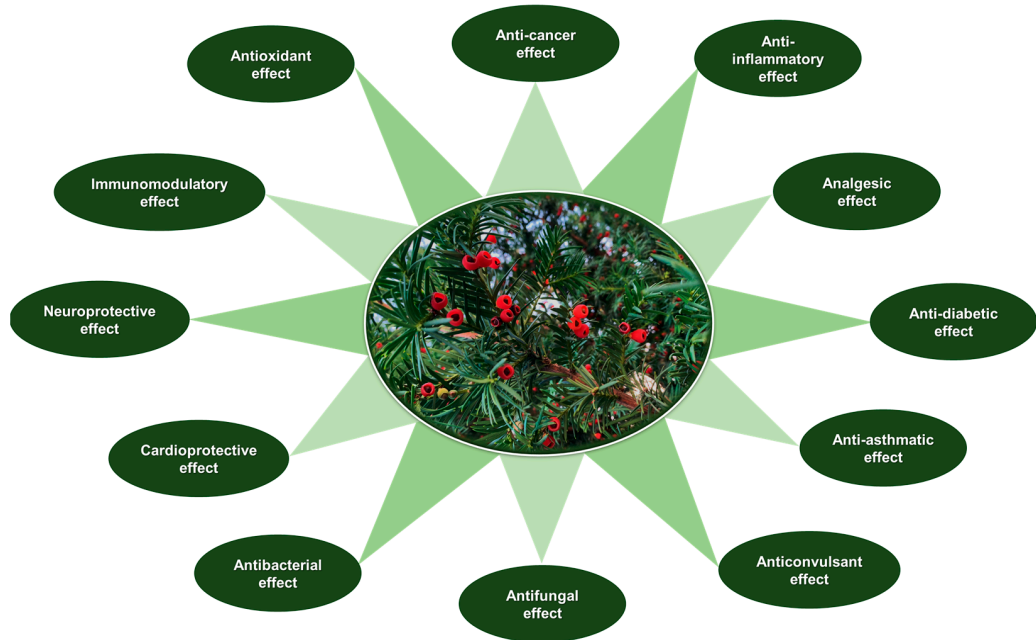 Anti-cancer
effect
Anti-
inflammatory
effect
Antioxidant
effect
Immunomodulatory
effect
Analgesic
effect
Neuroprotective
effect
Anti-diabetic
effect
Cardioprotective
effect
Anti-asthmatic
effect
Antibacterial
effect
Antifungal
effect
Anticonvulsant
effect